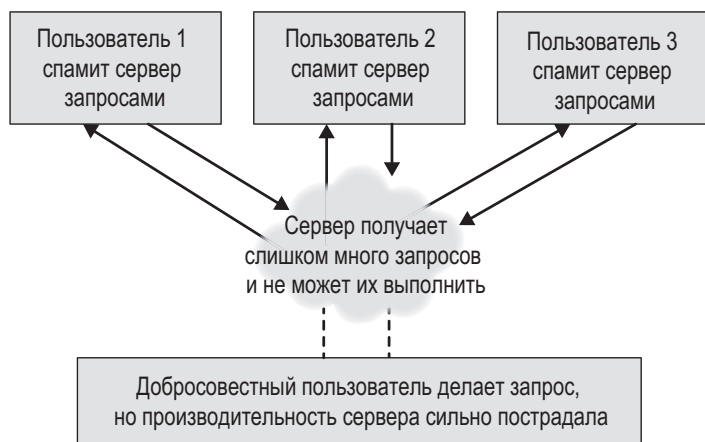 Пользователь 1
спамит сервер
запросами
Пользователь 2
спамит сервер
запросами
Пользователь 3
спамит сервер
запросами
Сервер получает
слишком много запросов
и не может их выполнить
Добросовестный пользователь делает запрос,
но производительность сервера сильно пострадала